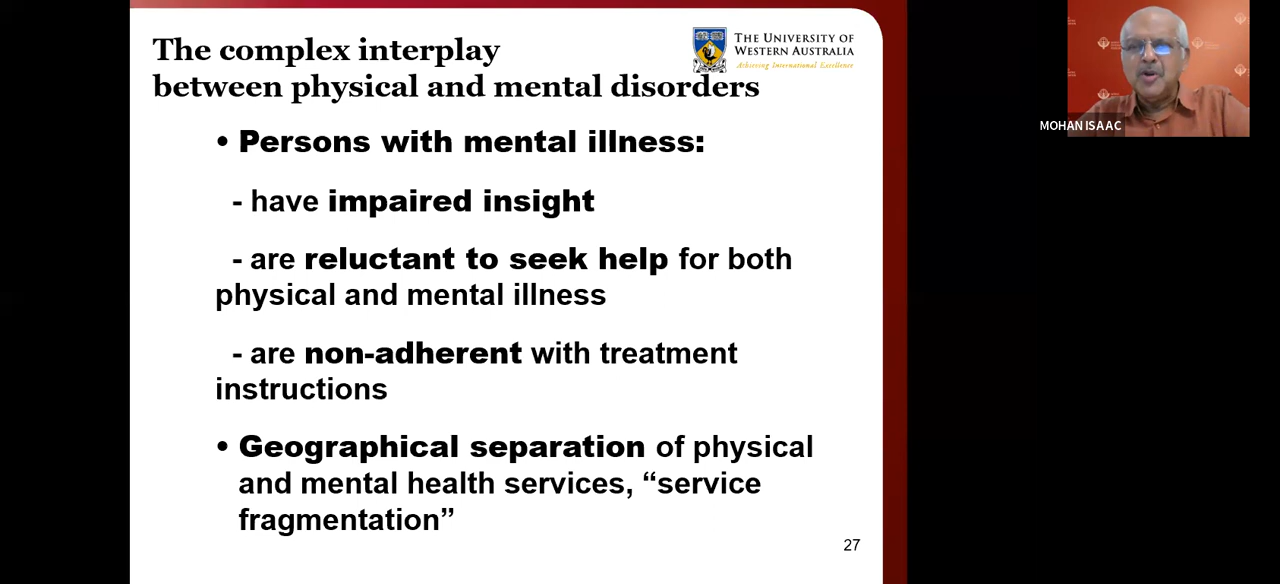 The complex interplay
between physical and mental disorders
THE UNIVERSITY OF
WESTERN AUSTRALIA
Achieving International Excellence
• Persons with mental illness:
- have impaired insight
- are reluctant to seek help for both
physical and mental illness
- are non-adherent with treatment
instructions
• Geographical separation of physical
and mental health services, “service
fragmentation”
27
MOHAN ISAAC